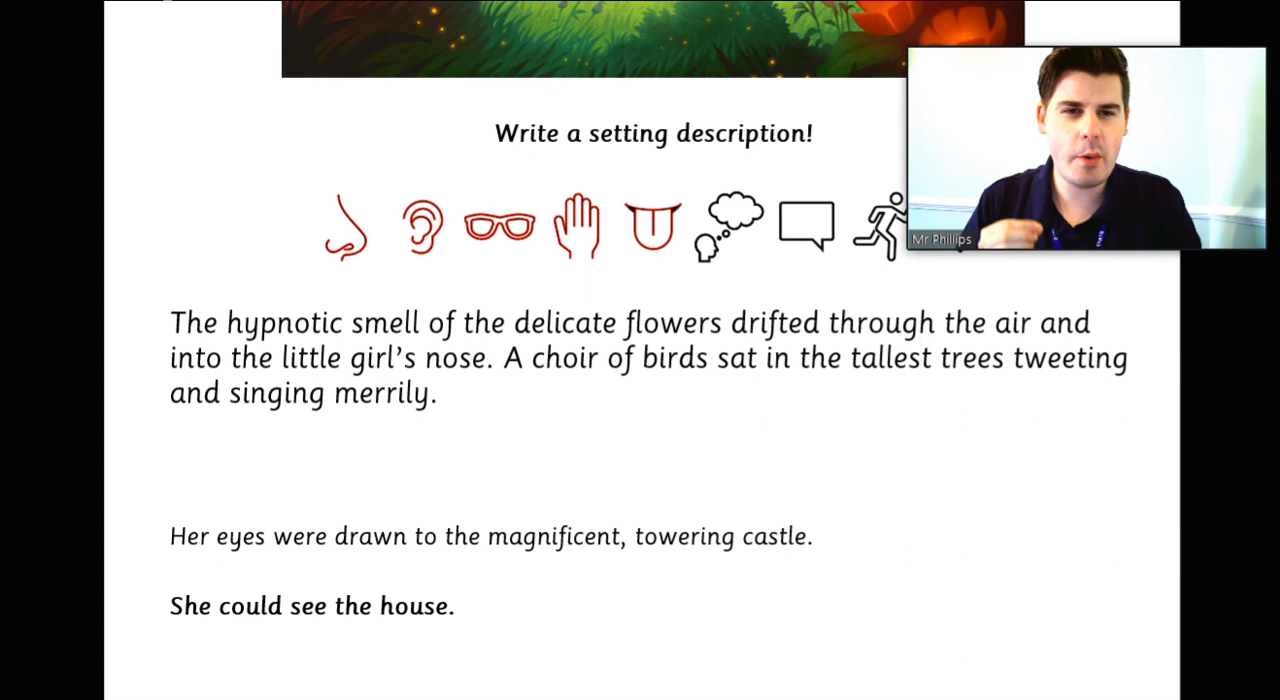 Write a setting description!
Mr Phillips
The hypnotic smell of the delicate flowers drifted through the air and
into the little girl's nose. A choir of birds sat in the tallest trees tweeting
and singing merrily.
Her eyes were drawn to the magnificent, towering castle.
She could see the house.